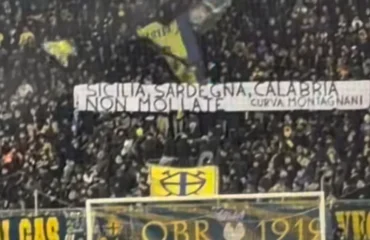 SICILIA, SARDEGNA, CALABRIA
NON MOLLATE CURVA MONTAGNANI
OBR 1919